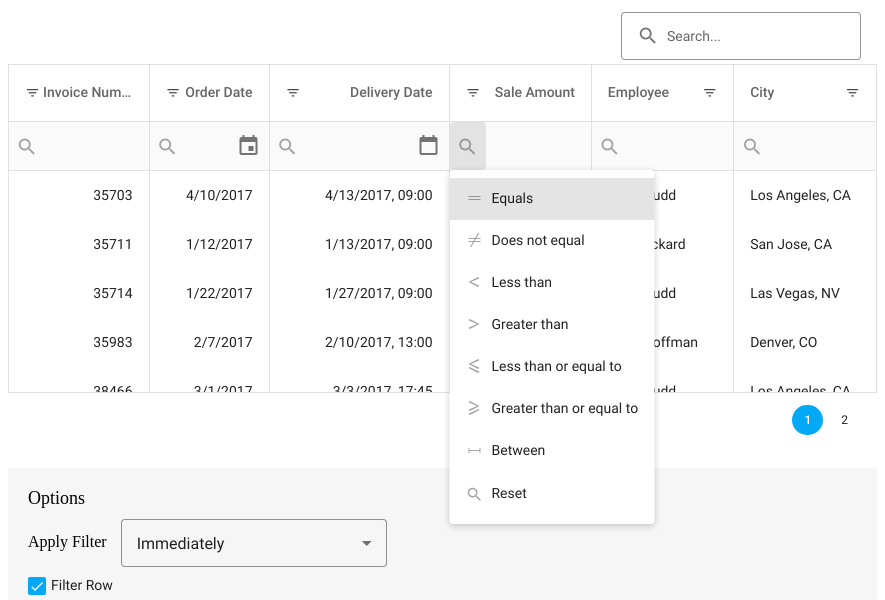 Search...
Invoice Num... Order Date Delivery Date Sale Amount Employee City
35703 4/10/2017 4/13/2017, 09:00 udd Los Angeles, CA
35711 1/12/2017 1/13/2017, 09:00 ckard San Jose, CA
35714 1/22/2017 1/27/2017, 09:00 udd Las Vegas, NV
35983 2/7/2017 2/10/2017, 13:00 offman Denver, CO
38466 3/1/2017 3/3/2017, 17:45 udd Los Angeles, CA
= Equals
≠ Does not equal
< Less than
> Greater than
⩽ Less than or equal to
⩾ Greater than or equal to
Between
Reset
1 2
Options
Apply Filter Immediately
Filter Row